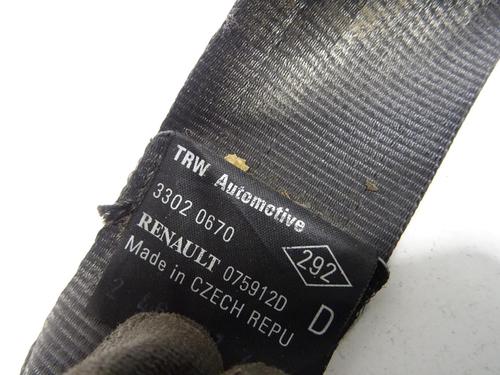 TRW Automotive
3302 0670
292
RENAULT 075912D
Made in CZECH REPU
D